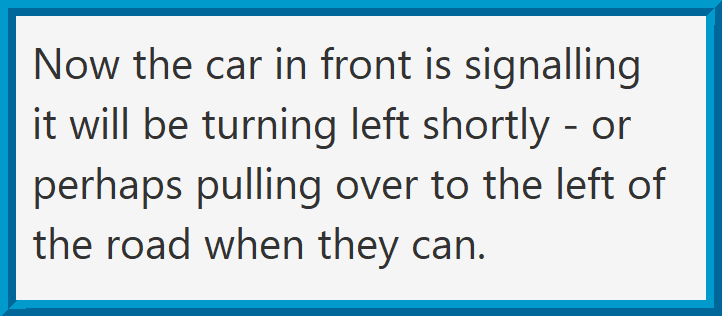 Now the car in front is signalling
it will be turning left shortly - or
perhaps pulling over to the left of
the road when they can.